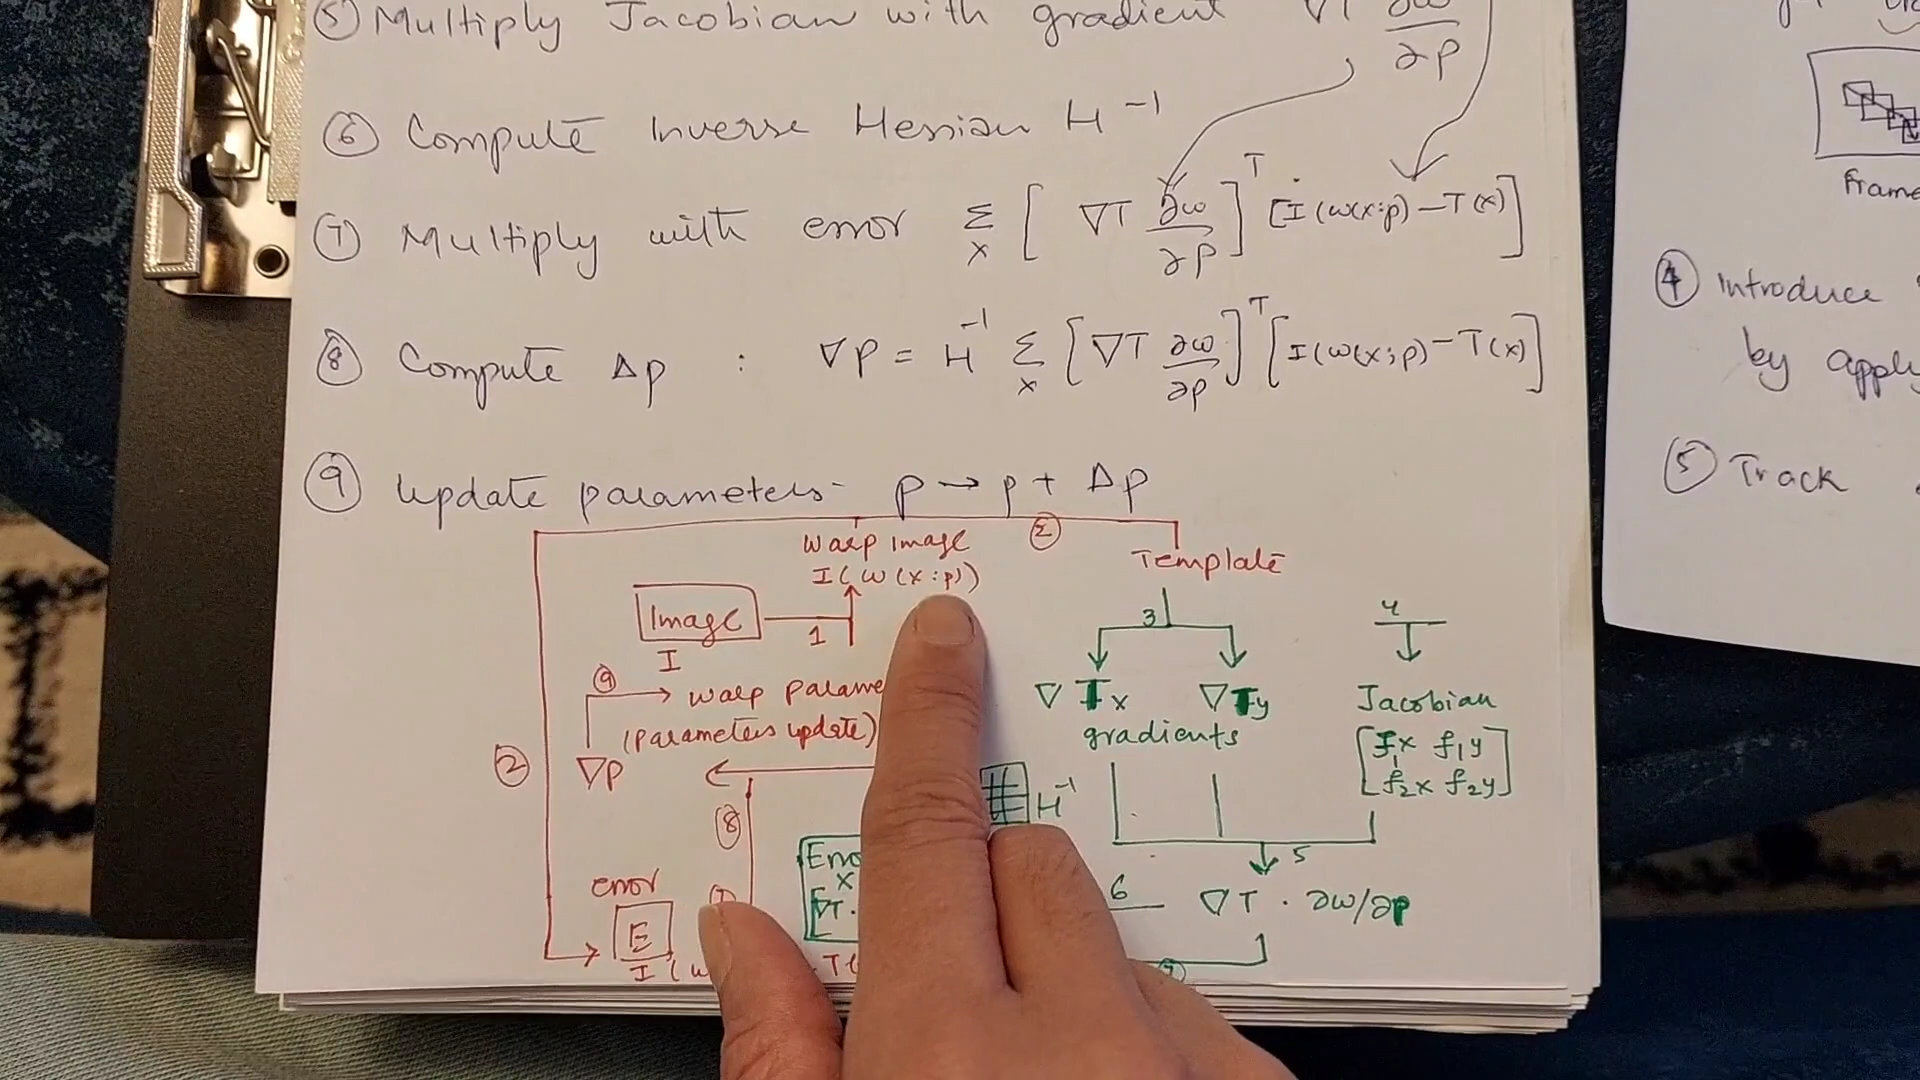 ⑤ Multiply Jacobian with gradient ∇T ∂w/∂p
⑥ Compute Inverse Hessian H⁻¹
⑦ Multiply with error Σx [∇T ∂w/∂p]ᵀ [I(w(x:p)-T(x)]
⑧ Compute Δp : ∇p = H⁻¹ Σx [∇T ∂w/∂p]ᵀ [I(w(x;p)-T(x)]
⑨ Update parameters- p → p + Δp
Warp image
I(w(x:p))
②
Template
Image
I
1
3
4
⑨ warp
(parameters update)
∇p
②
⑧
∇Tx ∇Ty
gradients
Jacobian
[f₁x f₁y
f₂x f₂y]
H⁻¹
5
error
E
x
∇T.
6
∇T . ∂w/∂p
Frame
④ Introduce
by
⑤ Track